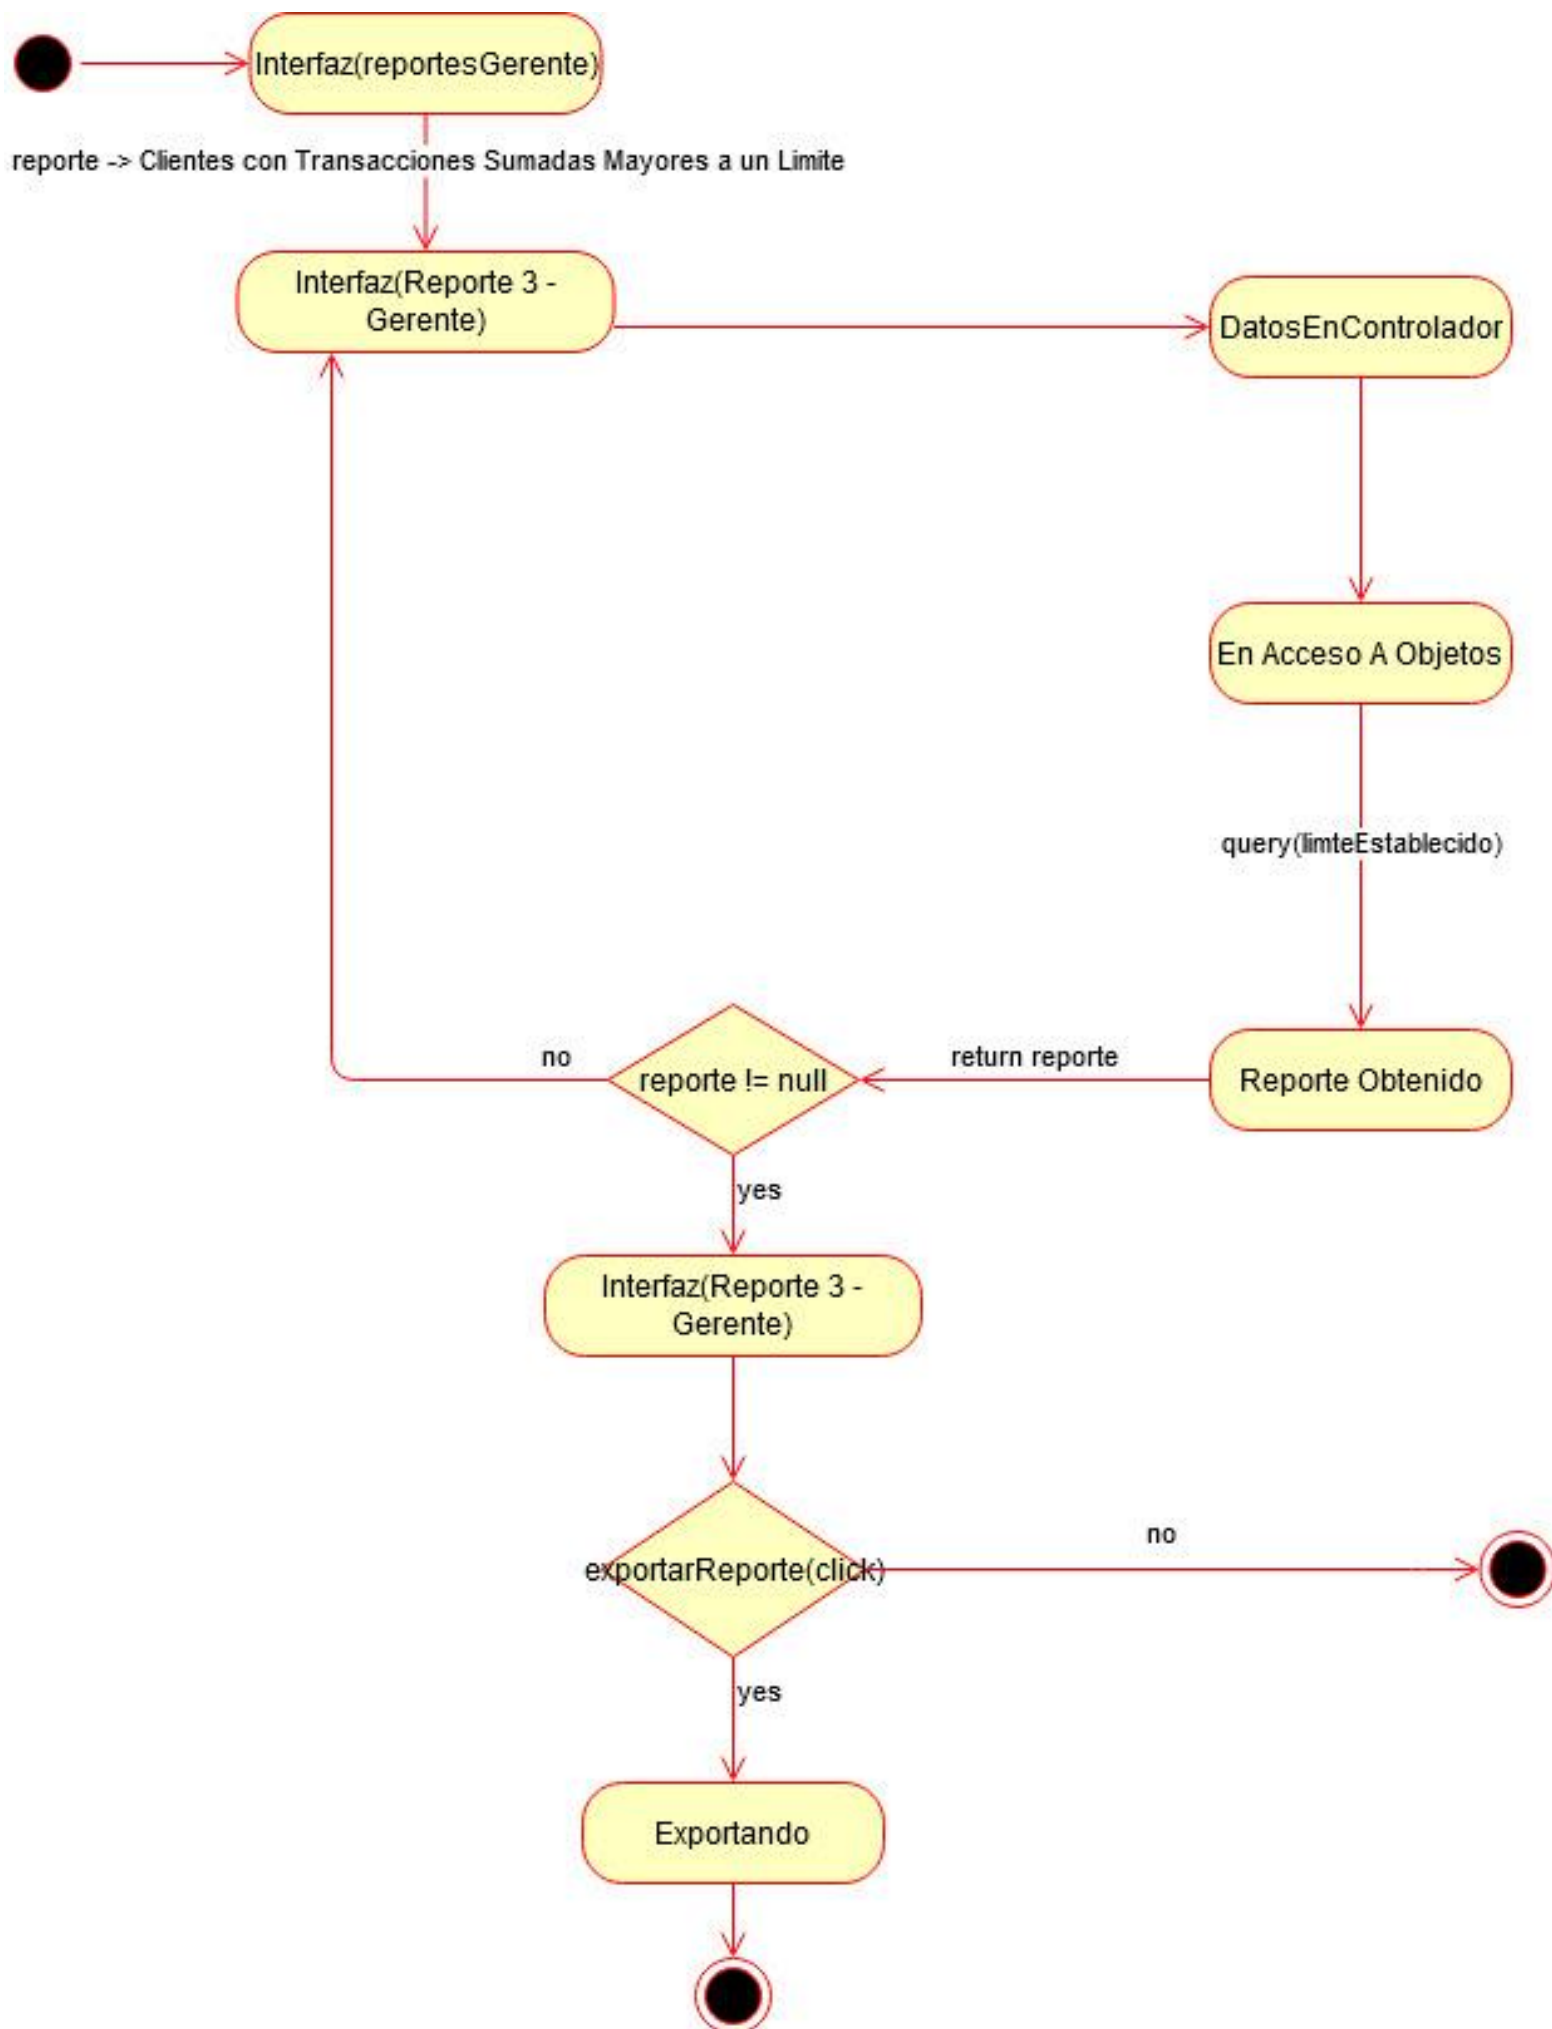 Interfaz(reportesGerente)
reporte -> Clientes con Transacciones Sumadas Mayores a un Limite
Interfaz(Reporte 3 -
Gerente)
DatosEnControlador
En Acceso A Objetos
query(limteEstablecido)
no
reporte != null
return reporte
Reporte Obtenido
yes
Interfaz(Reporte 3 -
Gerente)
exportarReporte(click)
no
yes
Exportando